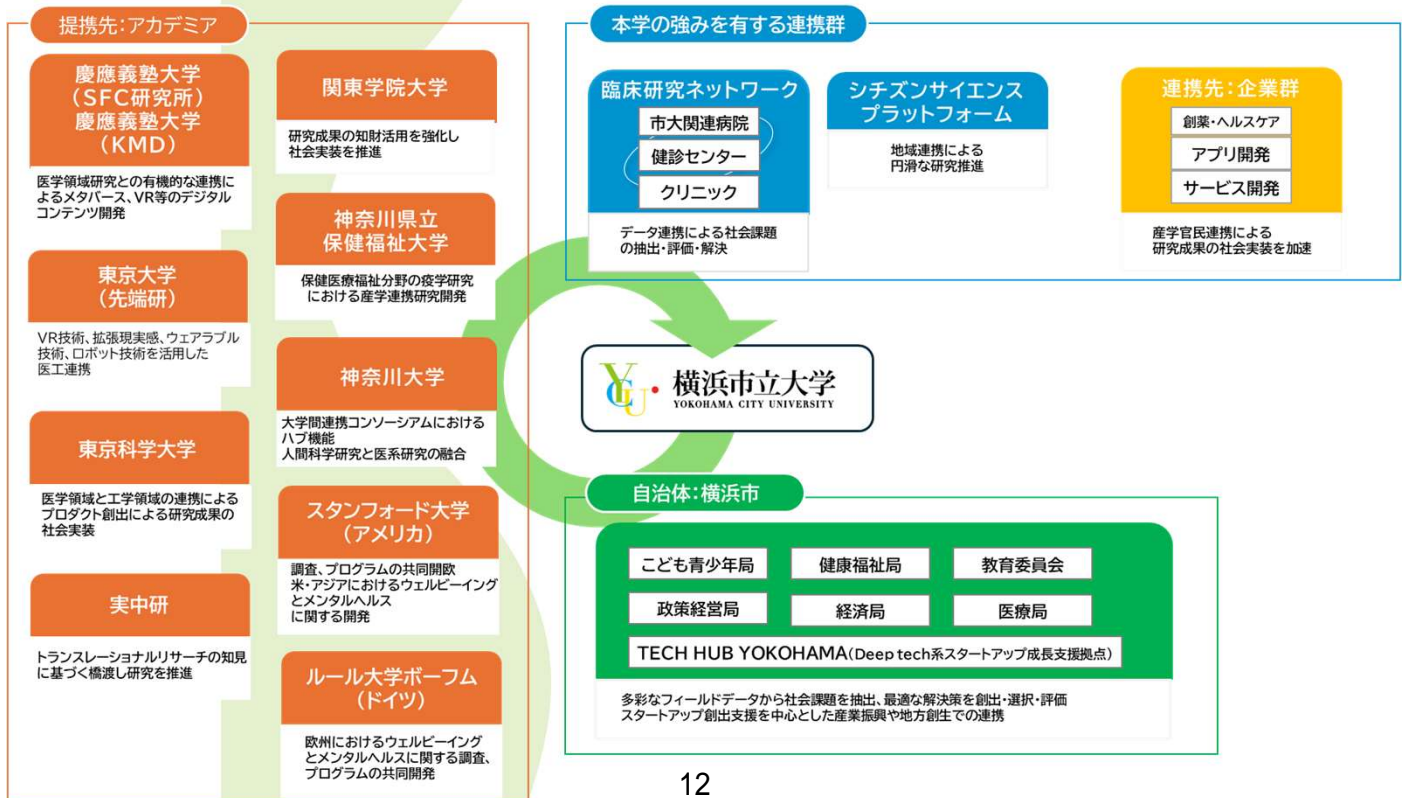 提携先：アカデミア
慶應義塾大学
（SFC研究所）
慶應義塾大学
（KMD）
医学領域研究との有機的な連携に
よるメタバース、VR等のデジタル
コンテンツ開発
東京大学
（先端研）
VR技術、拡張現実感、ウェアラブル
技術、ロボット技術を活用した
医工連携
東京科学大学
医学領域と工学領域の連携による
プロダクト創出による研究成果の
社会実装
実中研
トランスレーショナルリサーチの知見
に基づく橋渡し研究を推進
関東学院大学
研究成果の知財活用を強化し
社会実装を推進
神奈川県立
保健福祉大学
保健医療福祉分野の疫学研究
における産学連携研究開発
神奈川大学
大学間連携コンソーシアムにおける
ハブ機能
人間科学研究と医系研究の融合
スタンフォード大学
（アメリカ）
調査、プログラムの共同開欧
米・アジアにおけるウェルビーイング
とメンタルヘルス
に関する開発
ルール大学ボーフム
（ドイツ）
欧州におけるウェルビーイング
とメンタルヘルスに関する調査、
プログラムの共同開発
本学の強みを有する連携群
臨床研究ネットワーク
市大関連病院
健診センター
クリニック
データ連携による社会課題
の抽出・評価・解決
シチズンサイエンス
プラットフォーム
地域連携による
円滑な研究推進
連携先：企業群
創薬・ヘルスケア
アプリ開発
サービス開発
産学官民連携による
研究成果の社会実装を加速
YCU
横浜市立大学
YOKOHAMA CITY UNIVERSITY
自治体：横浜市
こども青少年局
健康福祉局
教育委員会
政策経営局
経済局
医療局
TECH HUB YOKOHAMA（Deep tech系スタートアップ成長支援拠点）
多彩なフィールドデータから社会課題を抽出、最適な解決策を創出・選択・評価
スタートアップ創出支援を中心とした産業振興や地方創生での連携
12